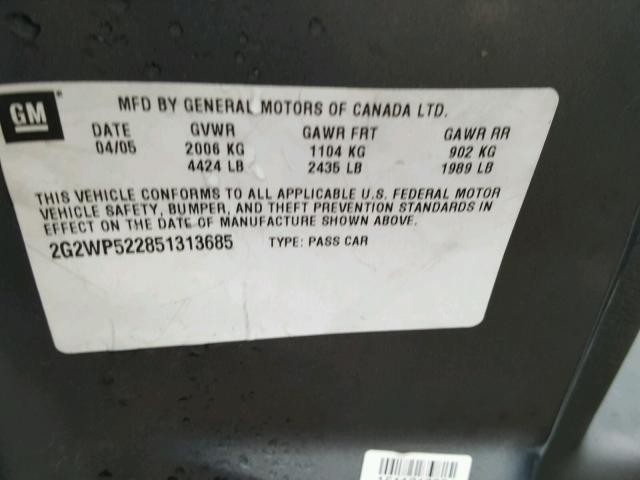 GM
MFD BY GENERAL MOTORS OF CANADA LTD.
DATE GVWR GAWR FRT GAWR RR
04/05 2006 KG 1104 KG 902 KG
4424 LB 2435 LB 1989 LB
THIS VEHICLE CONFORMS TO ALL APPLICABLE U.S. FEDERAL MOTOR
VEHICLE SAFETY, BUMPER, AND THEFT PREVENTION STANDARDS IN
EFFECT ON THE DATE OF MANUFACTURE SHOWN ABOVE.
2G2WP522851313685 TYPE: PASS CAR